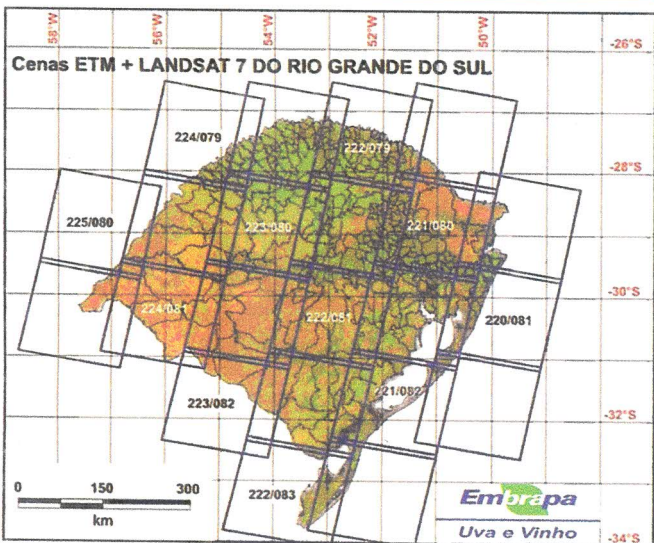 58°W 56°W 54°W 52°W 50°W
-26°S
Cenas ETM + LANDSAT 7 DO RIO GRANDE DO SUL
224/079
222/079
-28°S
225/080
223/080
221/080
-30°S
224/081
222/081
220/081
223/082
221/082
-32°S
222/083
0 150 300
km
Embrapa
Uva e Vinho
-34°S